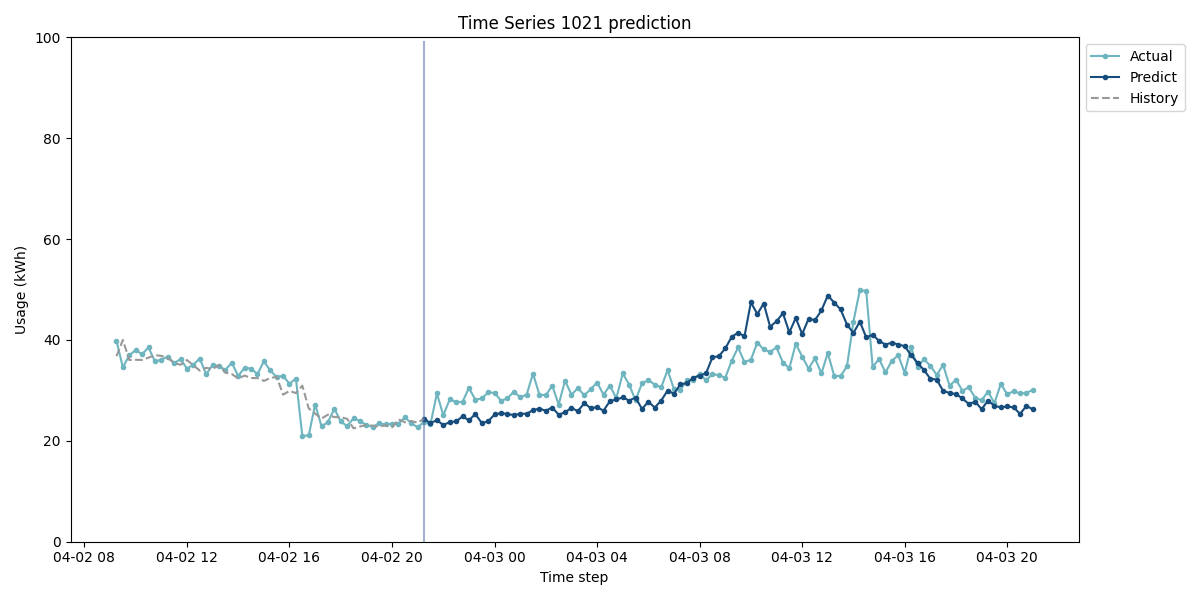 Time Series 1021 prediction
100
80
60
40
20
0
Usage (kWh)
04-02 08 04-02 12 04-02 16 04-02 20 04-03 00 04-03 04 04-03 08 04-03 12 04-03 16 04-03 20
Time step
Actual
Predict
History